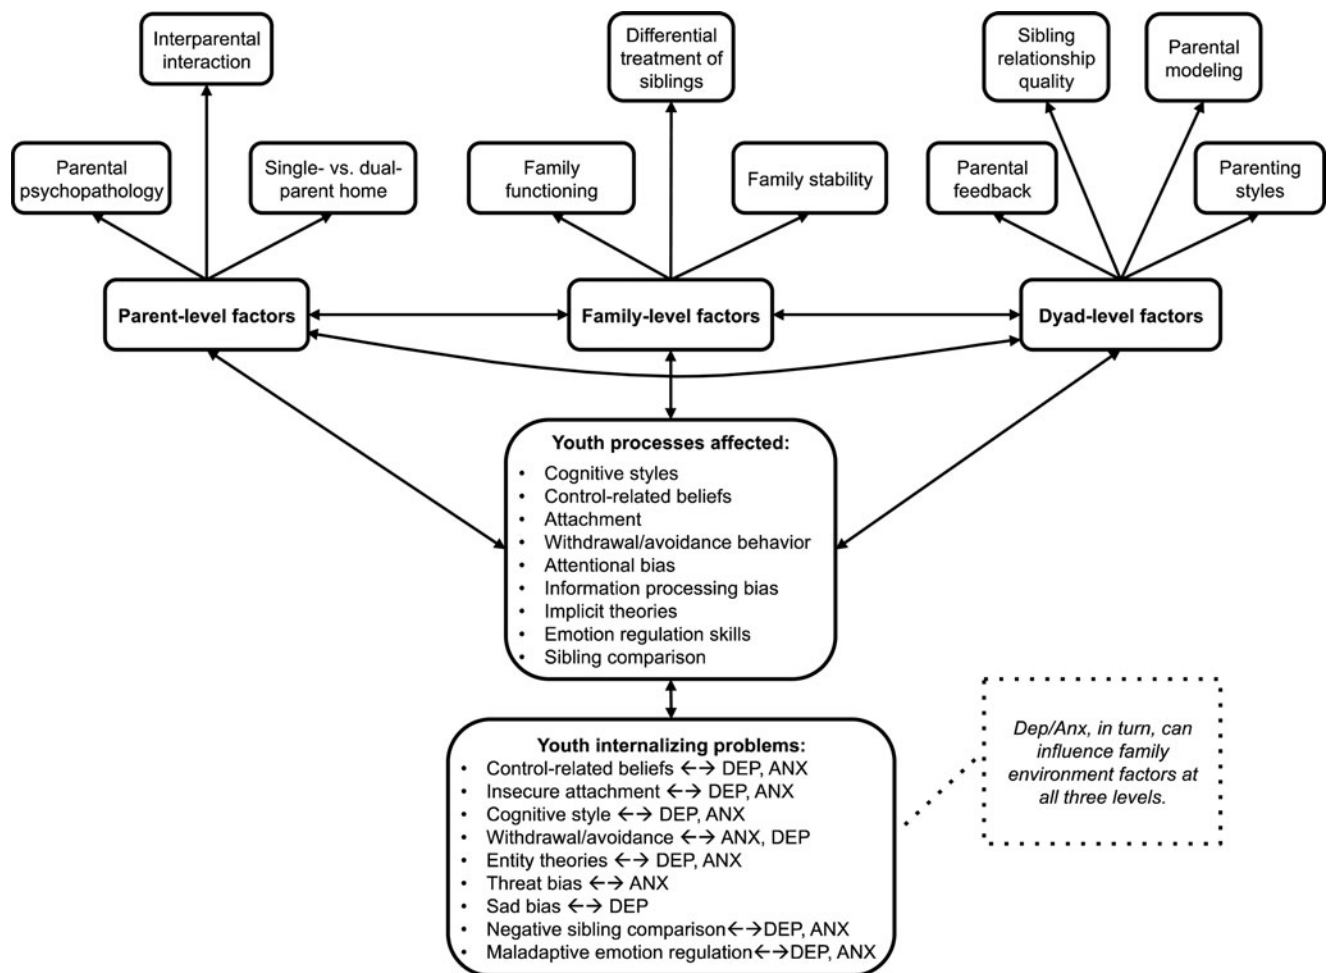 Interparental
interaction
Differential
treatment of
siblings
Sibling
relationship
quality
Parental
modeling
Parental
psychopathology
Single- vs. dual-
parent home
Family
functioning
Family stability
Parental
feedback
Parenting
styles
Parent-level factors
Family-level factors
Dyad-level factors
Youth processes affected:
• Cognitive styles
• Control-related beliefs
• Attachment
• Withdrawal/avoidance behavior
• Attentional bias
• Information processing bias
• Implicit theories
• Emotion regulation skills
• Sibling comparison
Youth internalizing problems:
• Control-related beliefs ←→ DEP, ANX
• Insecure attachment ←→ DEP, ANX
• Cognitive style ←→ DEP, ANX
• Withdrawal/avoidance ←→ ANX, DEP
• Entity theories ←→ DEP, ANX
• Threat bias ←→ ANX
• Sad bias ←→ DEP
• Negative sibling comparison←→DEP, ANX
• Maladaptive emotion regulation←→DEP, ANX
Dep/Anx, in turn, can
influence family
environment factors at
all three levels.